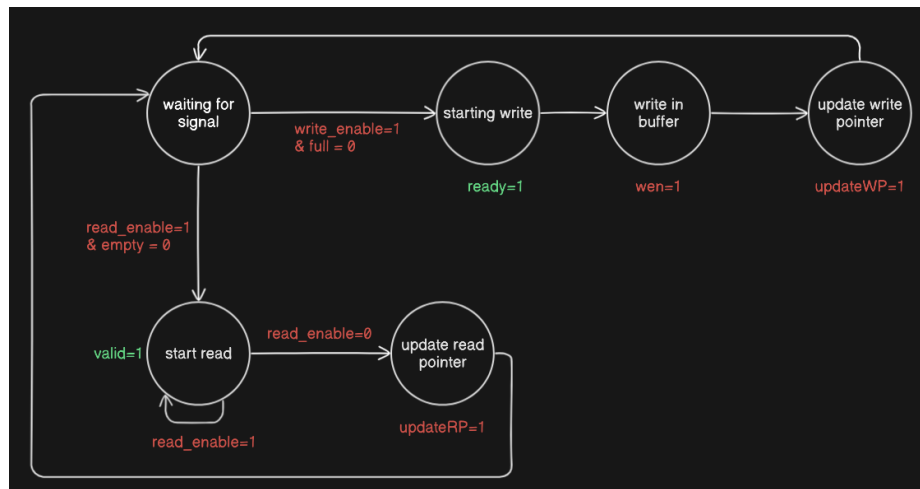 waiting for
signal
starting write
write in
buffer
update write
pointer
write_enable=1
& full = 0
ready=1
wen=1
updateWP=1
read_enable=1
& empty = 0
valid=1
start read
read_enable=0
update read
pointer
updateRP=1
read_enable=1